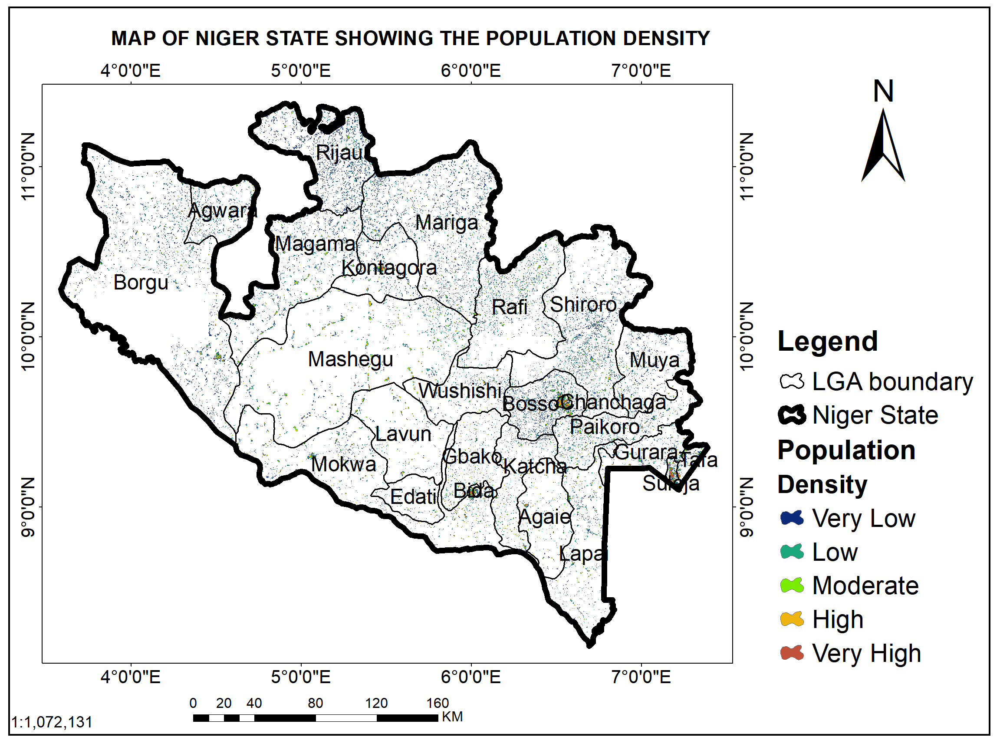 MAP OF NIGER STATE SHOWING THE POPULATION DENSITY
4°0'0"E 5°0'0"E 6°0'0"E 7°0'0"E
N
11°0'0"N
11°0'0"N
Rijau
Agwara
Mariga
Magama
Kontagora
Borgu
Rafi
Shiroro
10°0'0"N
10°0'0"N
Mashegu
Muya
Wushishi
Bosso
Chanchaga
Lavun
Paikoro
Gbako
Gurara
Tafa
Mokwa
Katcha
Suleja
Edati
Bida
9°0'0"N
9°0'0"N
Agaie
Lapai
4°0'0"E 5°0'0"E 6°0'0"E 7°0'0"E
Legend
LGA boundary
Niger State
Population
Density
Very Low
Low
Moderate
High
Very High
0 20 40 80 120 160
KM
1:1,072,131